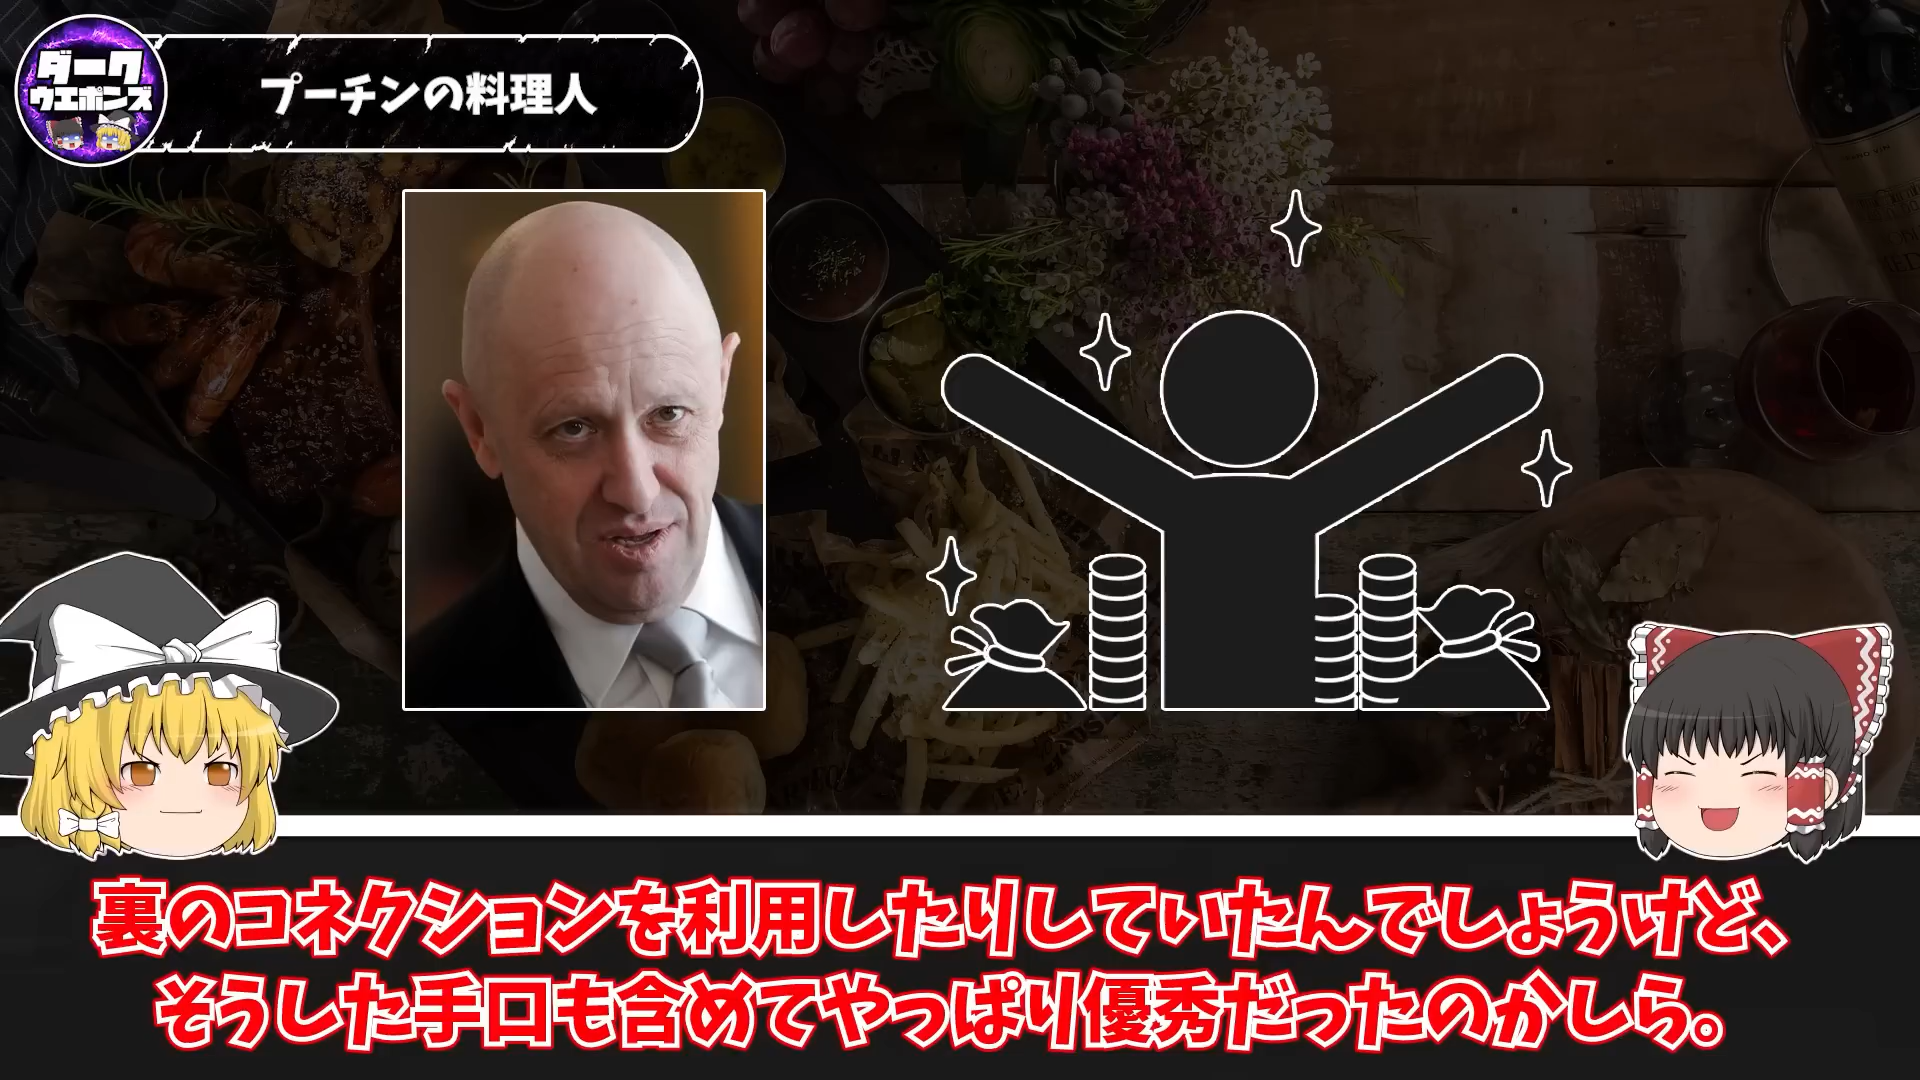 ダーク
ウエポンズ
プーチンの料理人
裏のコネクションを利用したりしていたんでしょうけど、
そうした手口も含めてやっぱり優秀だったのかしら。